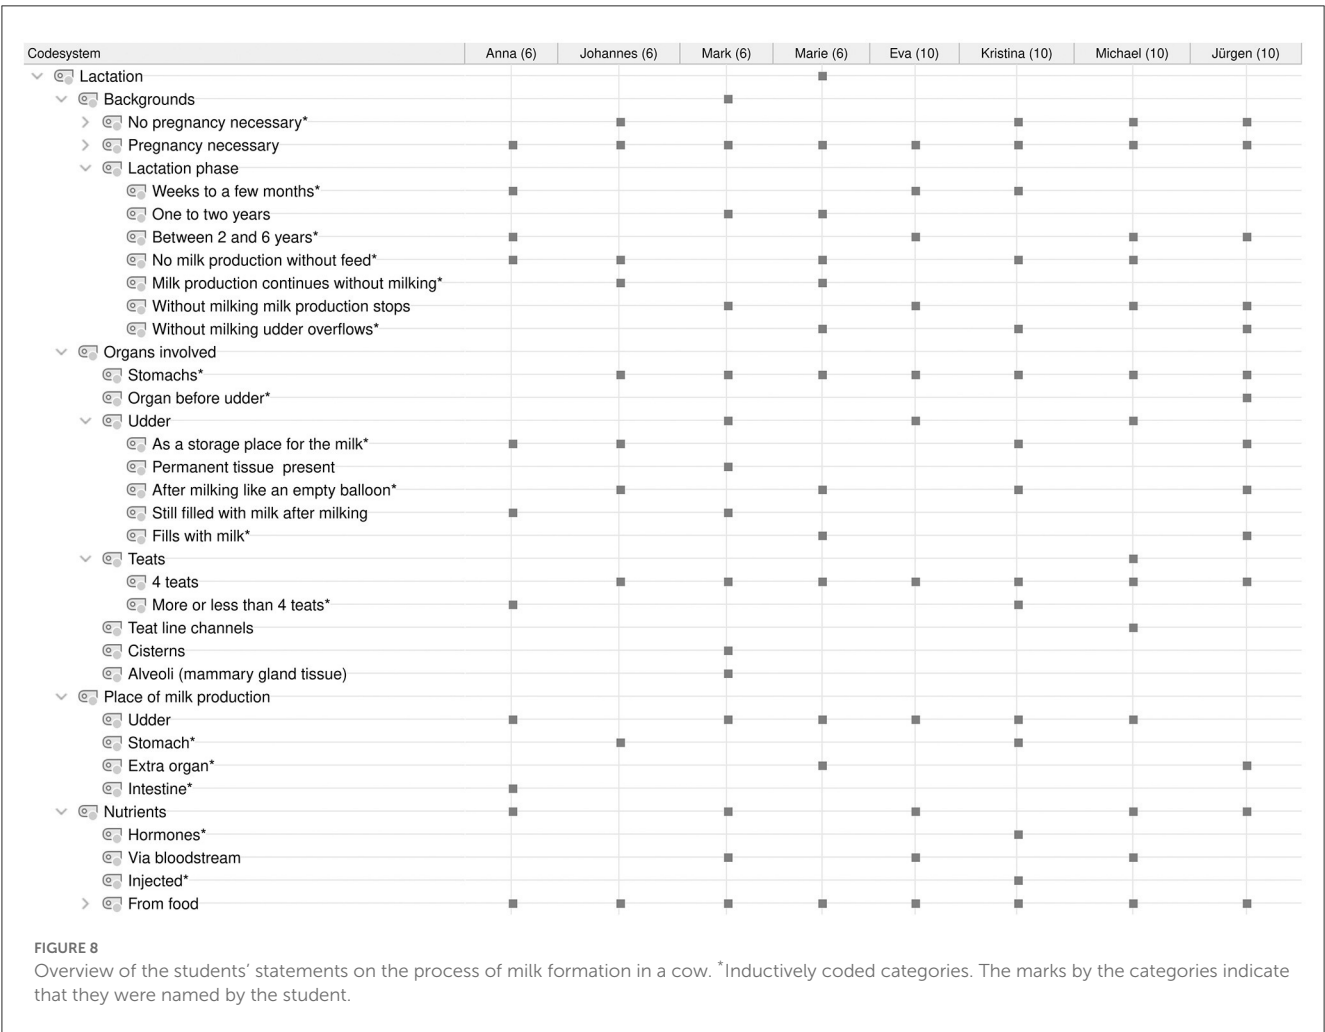 Codesystem Anna (6) Johannes (6) Mark (6) Marie (6) Eva (10) Kristina (10) Michael (10) Jürgen (10)
Lactation
Backgrounds
No pregnancy necessary*
Pregnancy necessary
Lactation phase
Weeks to a few months*
One to two years
Between 2 and 6 years*
No milk production without feed*
Milk production continues without milking*
Without milking milk production stops
Without milking udder overflows*
Organs involved
Stomachs*
Organ before udder*
Udder
As a storage place for the milk*
Permanent tissue present
After milking like an empty balloon*
Still filled with milk after milking
Fills with milk*
Teats
4 teats
More or less than 4 teats*
Teat line channels
Cisterns
Alveoli (mammary gland tissue)
Place of milk production
Udder
Stomach*
Extra organ*
Intestine*
Nutrients
Hormones*
Via bloodstream
Injected*
From food
FIGURE 8
Overview of the students’ statements on the process of milk formation in a cow. *Inductively coded categories. The marks by the categories indicate
that they were named by the student.